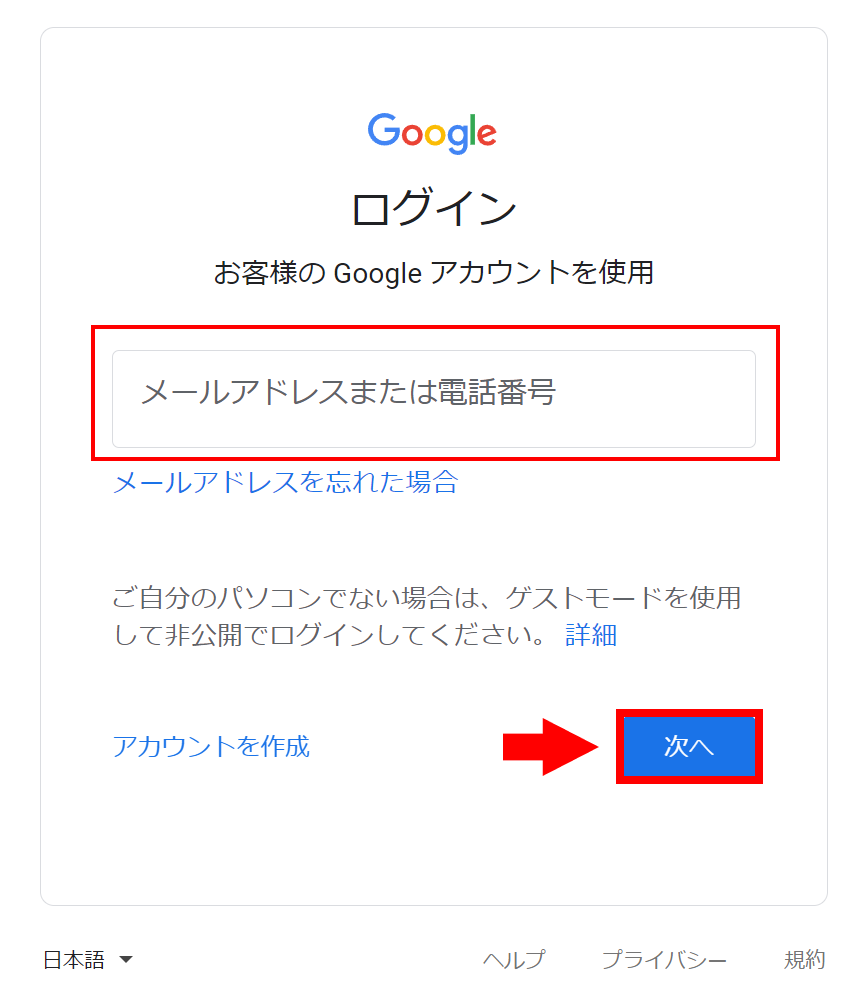 Google
ログイン
お客様の Google アカウントを使用
メールアドレスまたは電話番号
メールアドレスを忘れた場合
ご自分のパソコンでない場合は、ゲストモードを使用
して非公開でログインしてください。 詳細
アカウントを作成
次へ
日本語
ヘルプ
プライバシー
規約